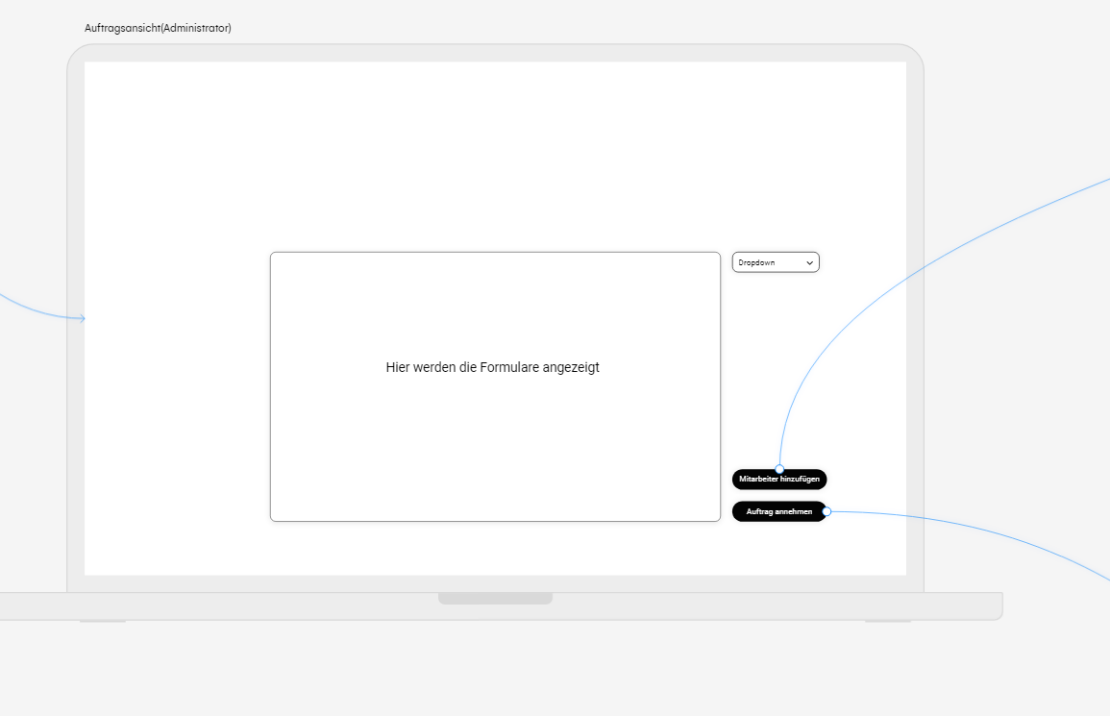 Auftragsansicht(Administrator)
Dropdown
Hier werden die Formulare angezeigt
Mitarbeiter hinzufügen
Auftrag annehmen